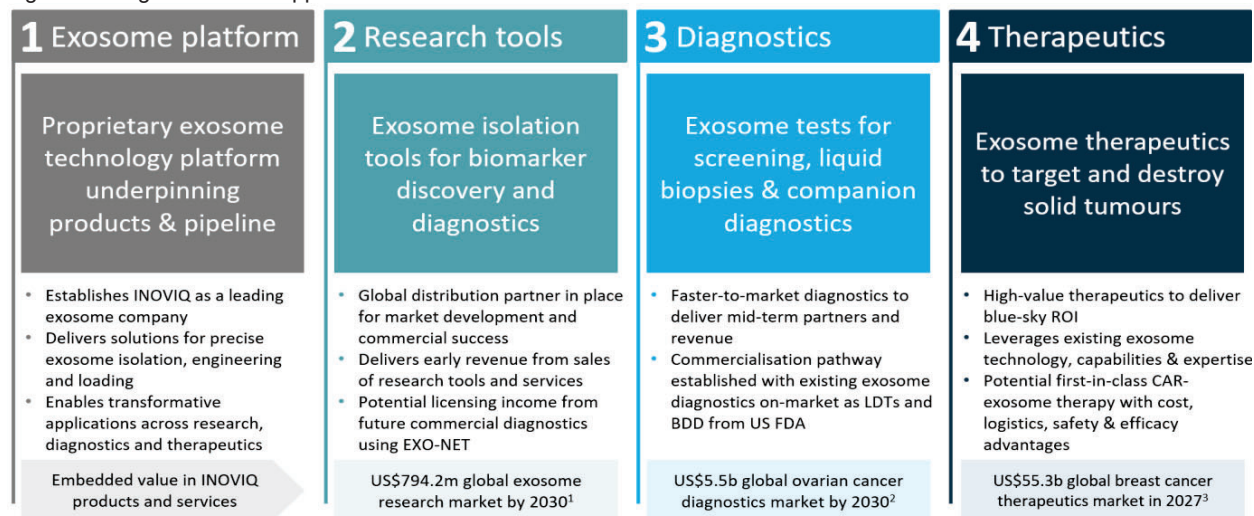 1 Exosome platform
Proprietary exosome
technology platform
underpinning
products & pipeline
• Establishes INOVIQ as a leading
exosome company
• Delivers solutions for precise
exosome isolation, engineering
and loading
• Enables transformative
applications across research,
diagnostics and therapeutics
Embedded value in INOVIQ
products and services
2 Research tools
Exosome isolation
tools for biomarker
discovery and
diagnostics
• Global distribution partner in place
for market development and
commercial success
• Delivers early revenue from sales
of research tools and services
• Potential licensing income from
future commercial diagnostics
using EXO-NET
US$794.2m global exosome
research market by 2030¹
3 Diagnostics
Exosome tests for
screening, liquid
biopsies & companion
diagnostics
• Faster-to-market diagnostics to
deliver mid-term partners and
revenue
• Commercialisation pathway
established with existing exosome
diagnostics on-market as LDTs and
BDD from US FDA
US$5.5b global ovarian cancer
diagnostics market by 2030²
4 Therapeutics
Exosome therapeutics
to target and destroy
solid tumours
• High-value therapeutics to deliver
blue-sky ROI
• Leverages existing exosome
technology, capabilities & expertise
• Potential first-in-class CAR-
exosome therapy with cost,
logistics, safety & efficacy
advantages
US$55.3b global breast cancer
therapeutics market in 2027³